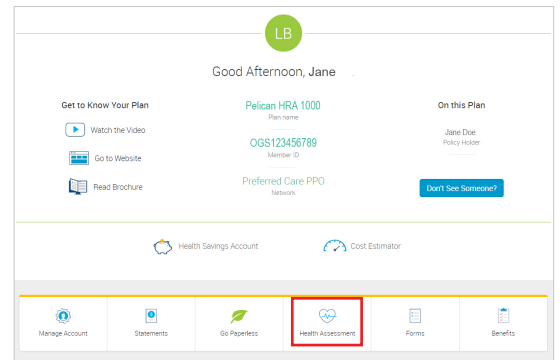 LB
Good Afternoon, Jane
Get to Know Your Plan
Watch the Video
Go to Website
Read Brochure
Pelican HRA 1000
Plan name
OGS123456789
Member ID
Preferred Care PPO
Network
On this Plan
Jane Doe
Policy Holder
Don't See Someone?
Health Savings Account
Cost Estimator
Manage Account
Statements
Go Paperless
Health Assessment
Forms
Benefits